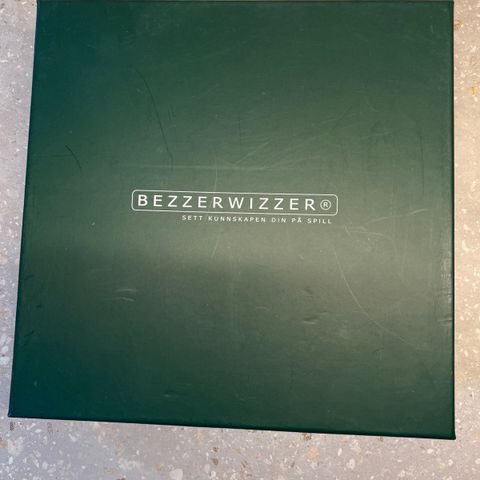 BEZZERWIZZER®
SETT KUNNSKAPEN DIN PÅ SPILL